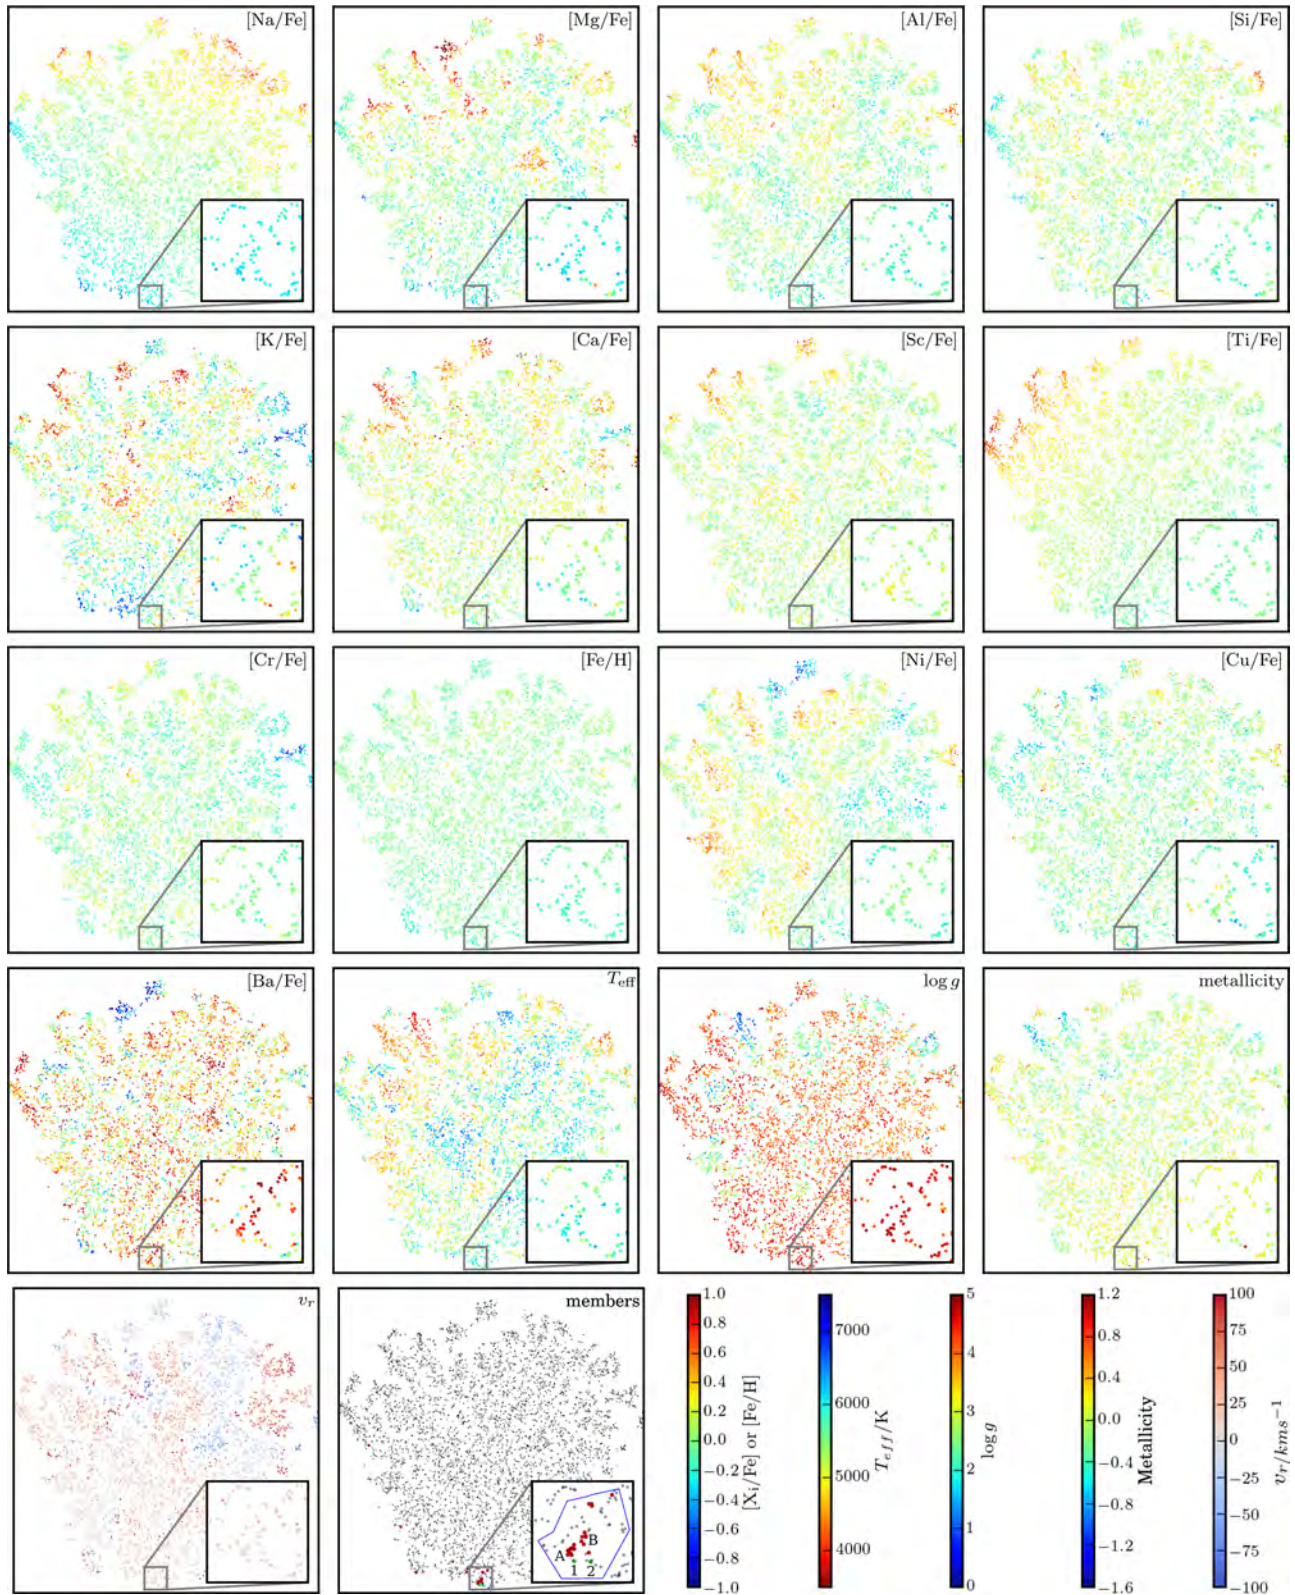 [Na/Fe]
[Mg/Fe]
[Al/Fe]
[Si/Fe]
[K/Fe]
[Ca/Fe]
[Sc/Fe]
[Ti/Fe]
[Cr/Fe]
[Fe/H]
[Ni/Fe]
[Cu/Fe]
[Ba/Fe]
T_eff
log g
metallicity
v_r
members
A
B
1
2
1.0
0.8
0.6
0.4
0.2
0.0
−0.2
−0.4
−0.6
−0.8
−1.0
[X_i/Fe] or [Fe/H]
7000
6000
5000
4000
T_eff/K
5
4
3
2
1
0
log g
1.2
0.8
0.4
0.0
−0.4
−0.8
−1.2
−1.6
Metallicity
100
75
50
25
0
−25
−50
−75
−100
v_r/kms^−1